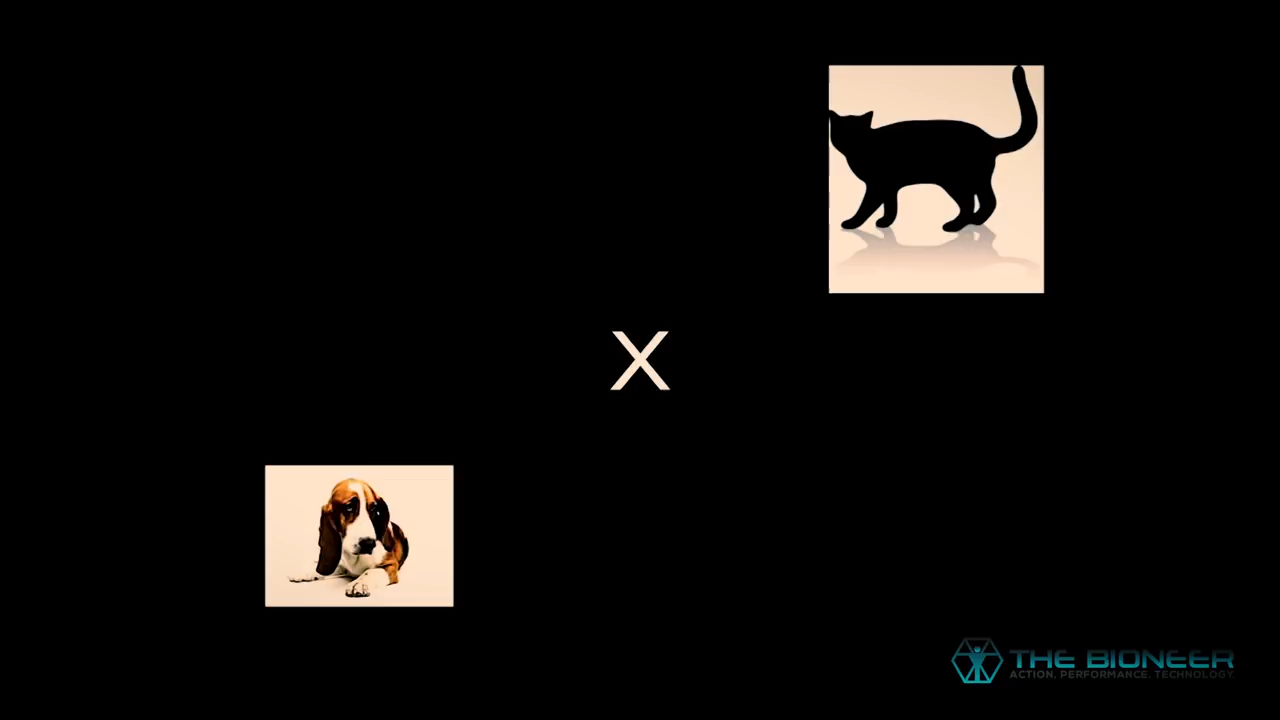 X
THE BIONEER
ACTION. PERFORMANCE. TECHNOLOGY.